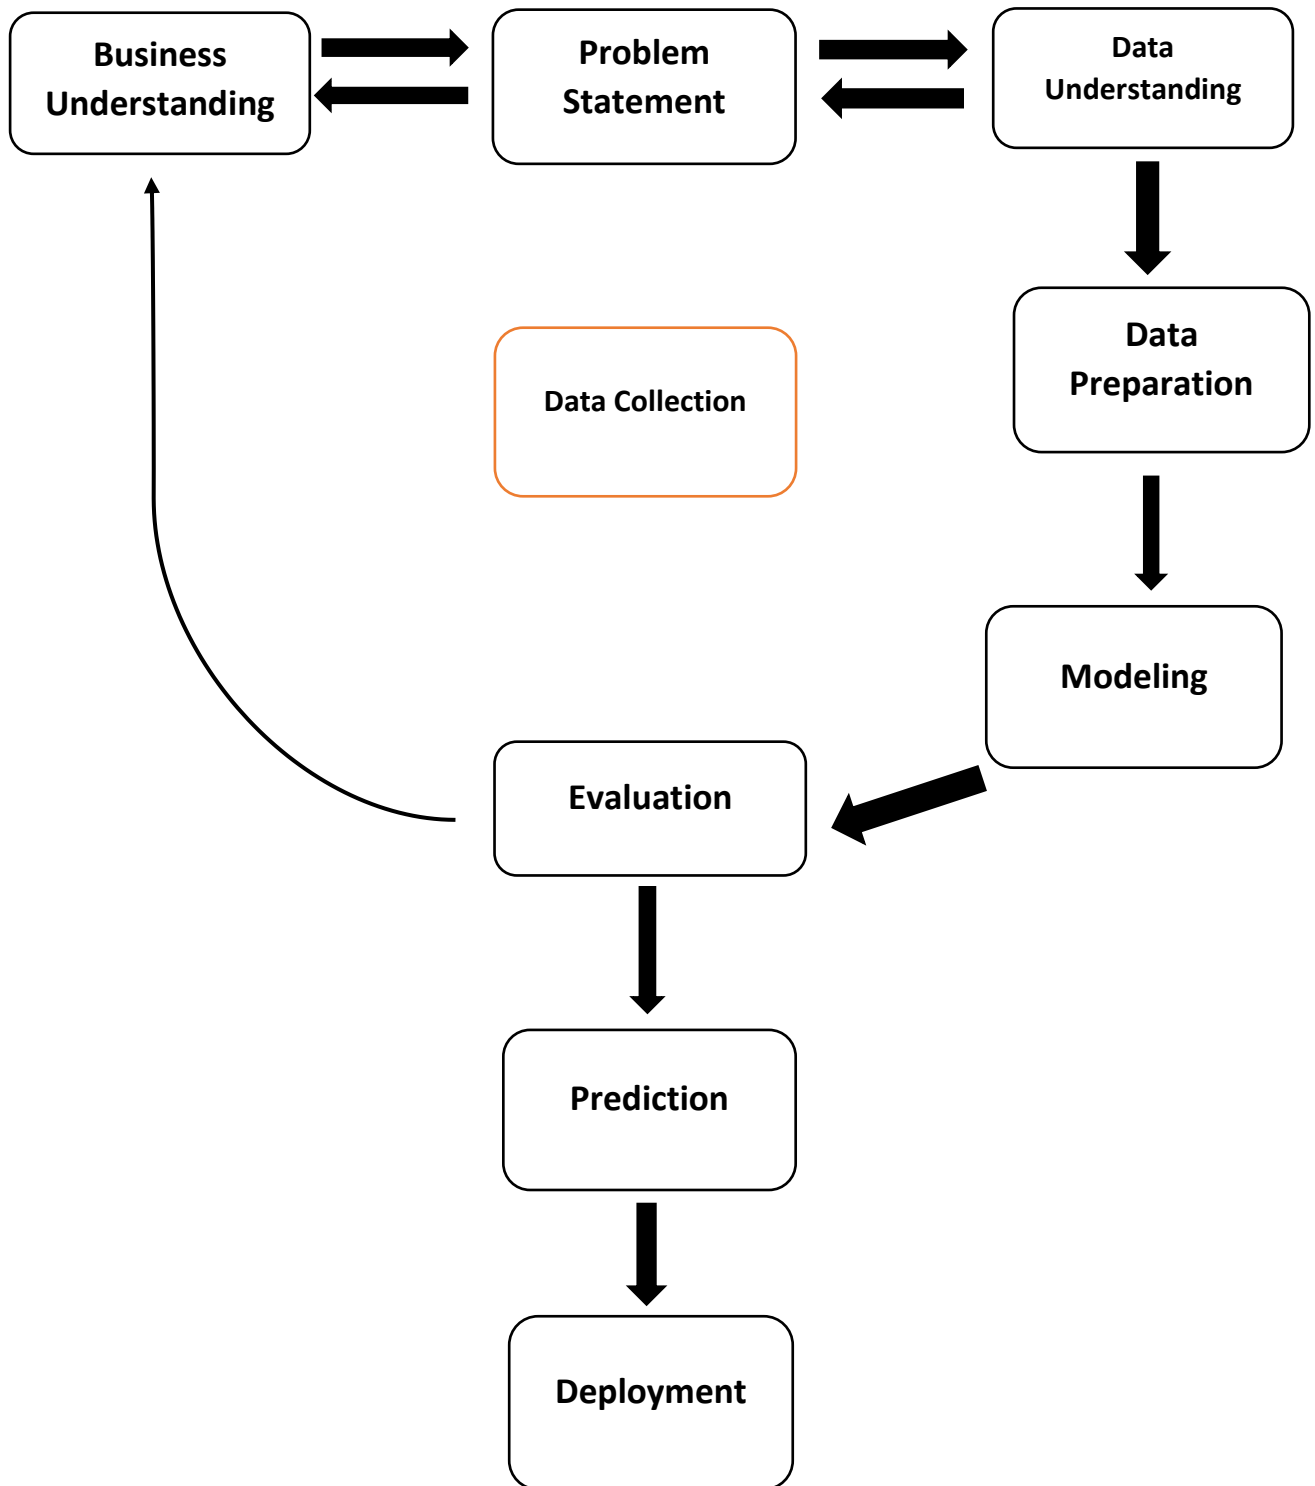 Business
Understanding
Problem
Statement
Data
Understanding
Data
Preparation
Data Collection
Modeling
Evaluation
Prediction
Deployment